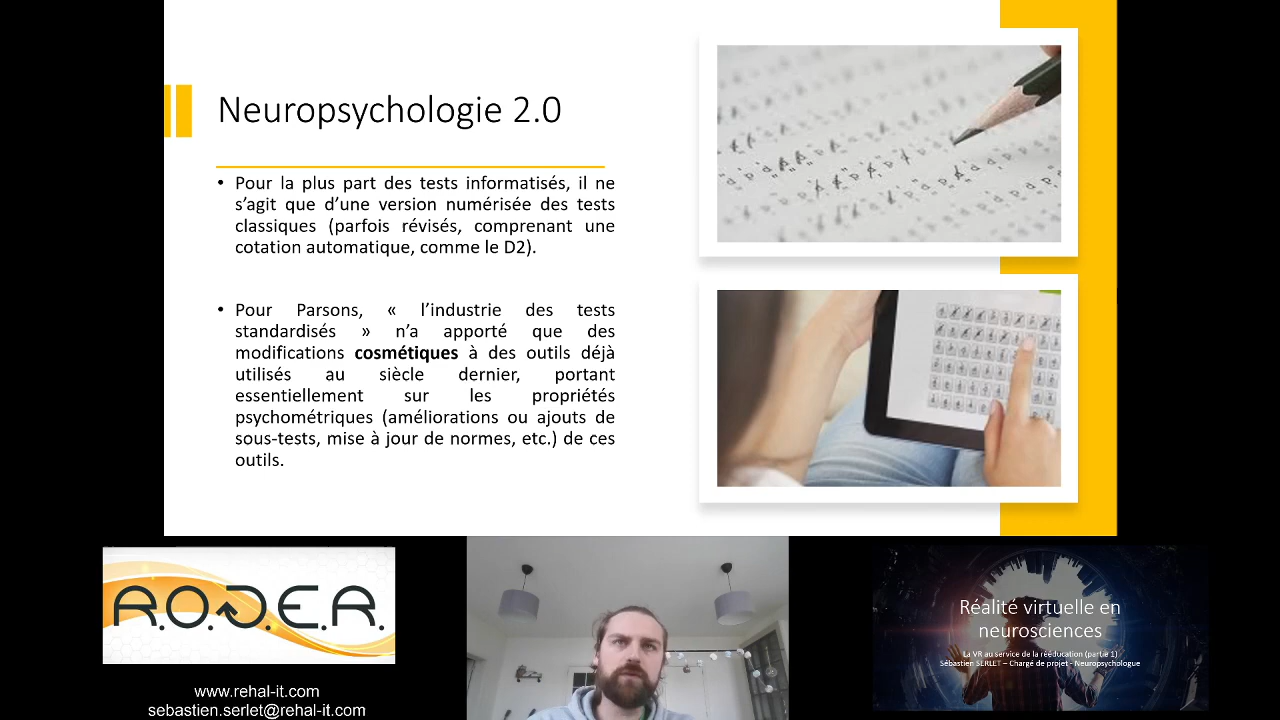 Neuropsychologie 2.0
• Pour la plus part des tests informatisés, il ne
s'agit que d'une version numérisée des tests
classiques (parfois révisés, comprenant une
cotation automatique, comme le D2).
• Pour Parsons, « l'industrie des tests
standardisés » n'a apporté que des
modifications cosmétiques à des outils déjà
utilisés au siècle dernier, portant
essentiellement sur les propriétés
psychométriques (améliorations ou ajouts de
sous-tests, mise à jour de normes, etc.) de ces
outils.
R.O.D.E.R.
www.rehal-it.com
sebastien.serlet@rehal-it.com
Réalité virtuelle en
neurosciences
La VR au service de la rééducation (partie 1)
Sébastien SERLET – Chargé de projet - Neuropsychologue